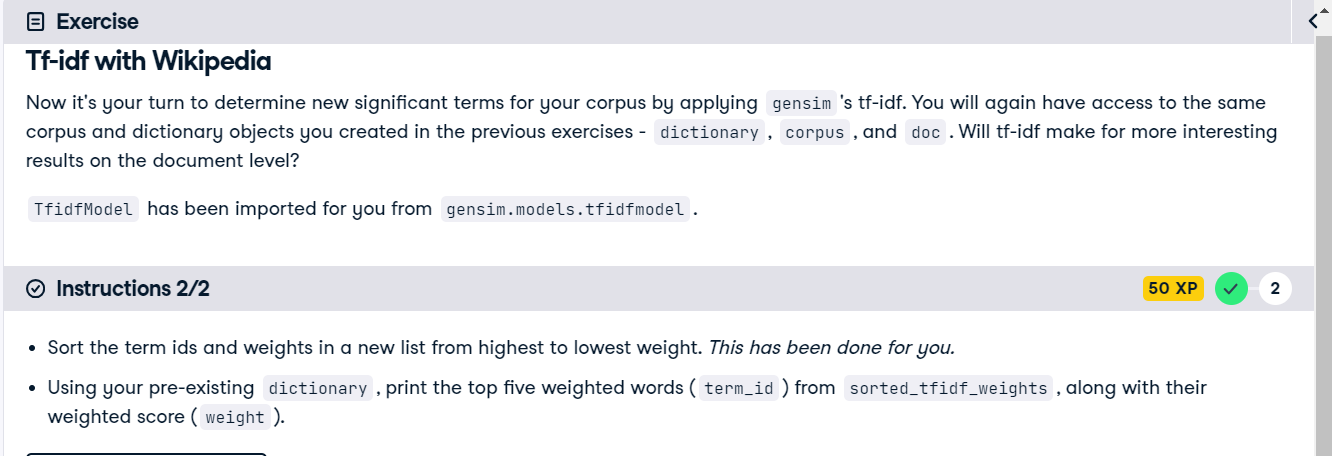 Exercise
Tf-idf with Wikipedia
Now it's your turn to determine new significant terms for your corpus by applying gensim 's tf-idf. You will again have access to the same
corpus and dictionary objects you created in the previous exercises - dictionary , corpus , and doc . Will tf-idf make for more interesting
results on the document level?
TfidfModel has been imported for you from gensim.models.tfidfmodel .
Instructions 2/2 50 XP 2
Sort the term ids and weights in a new list from highest to lowest weight. This has been done for you.
Using your pre-existing dictionary , print the top five weighted words ( term_id ) from sorted_tfidf_weights , along with their
weighted score ( weight ).